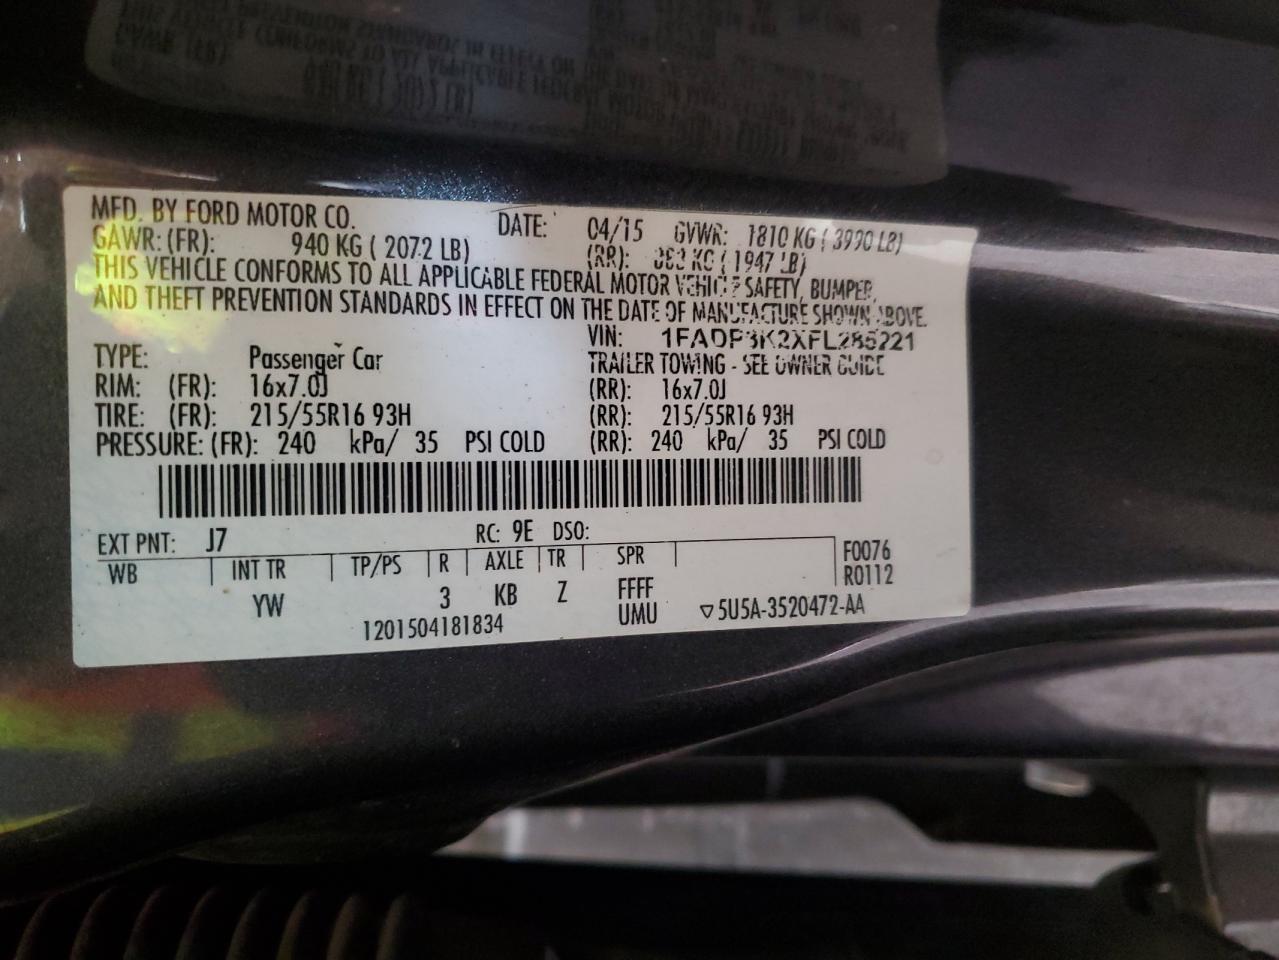 MFD. BY FORD MOTOR CO. DATE: 04/15 GVWR: 1810 KG ( 3990 LB)
GAWR: (FR): 940 KG ( 2072 LB) (RR): 883 KG ( 1947 LB)
THIS VEHICLE CONFORMS TO ALL APPLICABLE FEDERAL MOTOR VEHICLE SAFETY, BUMPER,
AND THEFT PREVENTION STANDARDS IN EFFECT ON THE DATE OF MANUFACTURE SHOWN ABOVE.
VIN: 1FADP3K2XFL285221
TYPE: Passenger Car TRAILER TOWING - SEE OWNER GUIDE
RIM: (FR): 16x7.0J (RR): 16x7.0J
TIRE: (FR): 215/55R16 93H (RR): 215/55R16 93H
PRESSURE: (FR): 240 kPa/ 35 PSI COLD (RR): 240 kPa/ 35 PSI COLD
EXT PNT: J7 RC: 9E DSO:
WB INT TR TP/PS R AXLE TR SPR F0076
R0112
YW 3 KB Z FFFF
UMU
1201504181834 ▽5U5A-3520472-AA